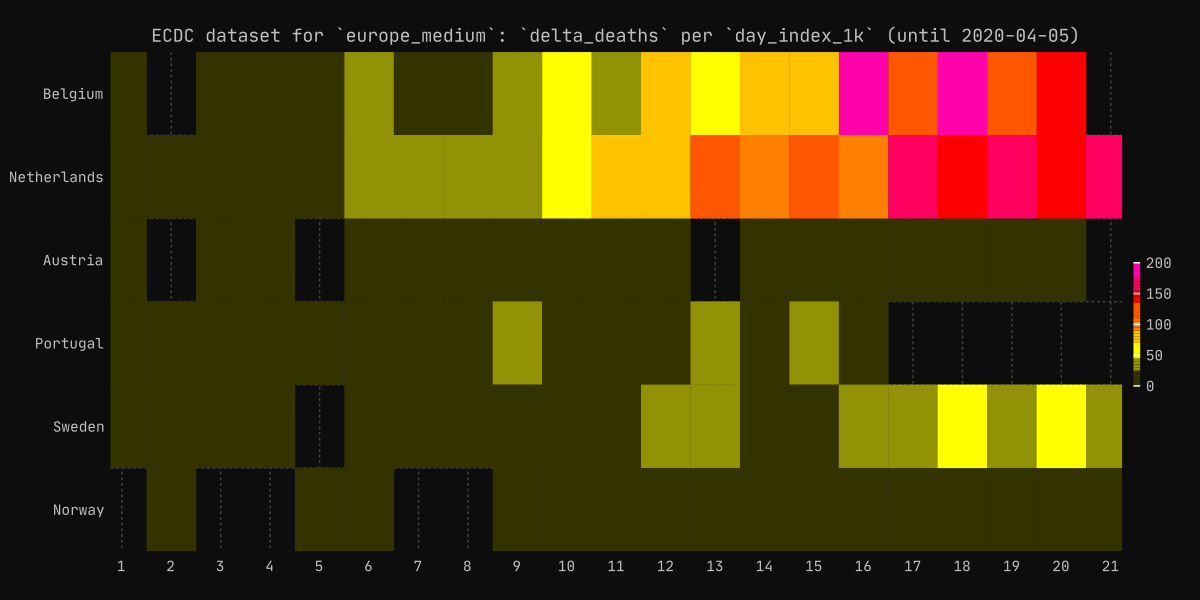 ECDC dataset for `europe_medium`: `delta_deaths` per `day_index_1k` (until 2020-04-05)
Belgium
Netherlands
Austria
Portugal
Sweden
Norway
200
150
100
50
0
1 2 3 4 5 6 7 8 9 10 11 12 13 14 15 16 17 18 19 20 21